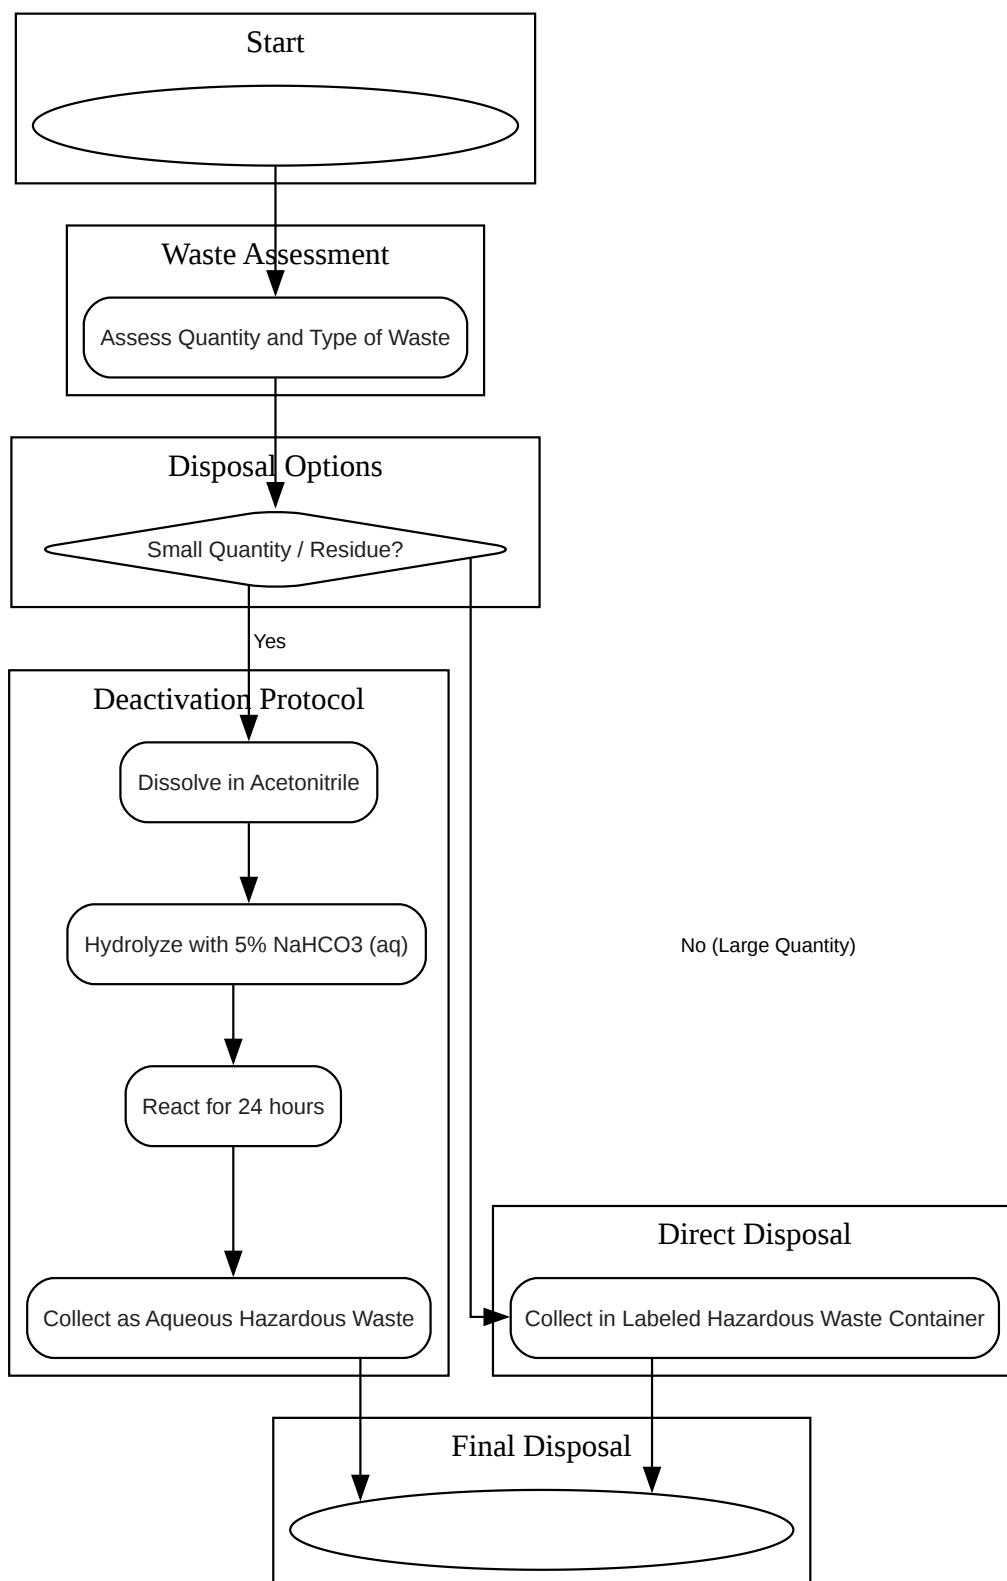 Start
Waste Assessment
Assess Quantity and Type of Waste
Disposal Options
Small Quantity / Residue?
Yes
Deactivation Protocol
Dissolve in Acetonitrile
Hydrolyze with 5% NaHCO3 (aq)
No (Large Quantity)
React for 24 hours
Direct Disposal
Collect as Aqueous Hazardous Waste
Collect in Labeled Hazardous Waste Container
Final Disposal